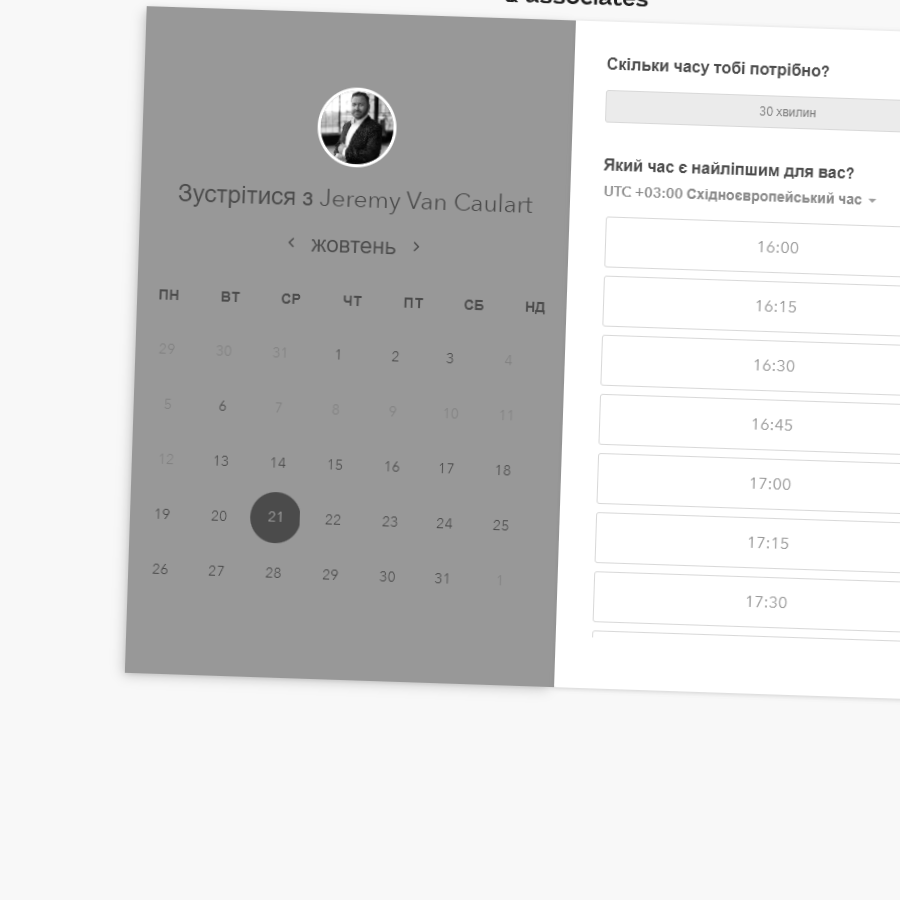 & associates
Зустрітися з Jeremy Van Caulart
жовтень
ПН ВТ СР ЧТ ПТ СБ НД
29 30 31 1 2 3 4
5 6 7 8 9 10 11
12 13 14 15 16 17 18
19 20 21 22 23 24 25
26 27 28 29 30 31 1
Скільки часу тобі потрібно?
30 хвилин
Який час є найліпшим для вас?
UTC +03:00 Східноєвропейський час
16:00
16:15
16:30
16:45
17:00
17:15
17:30